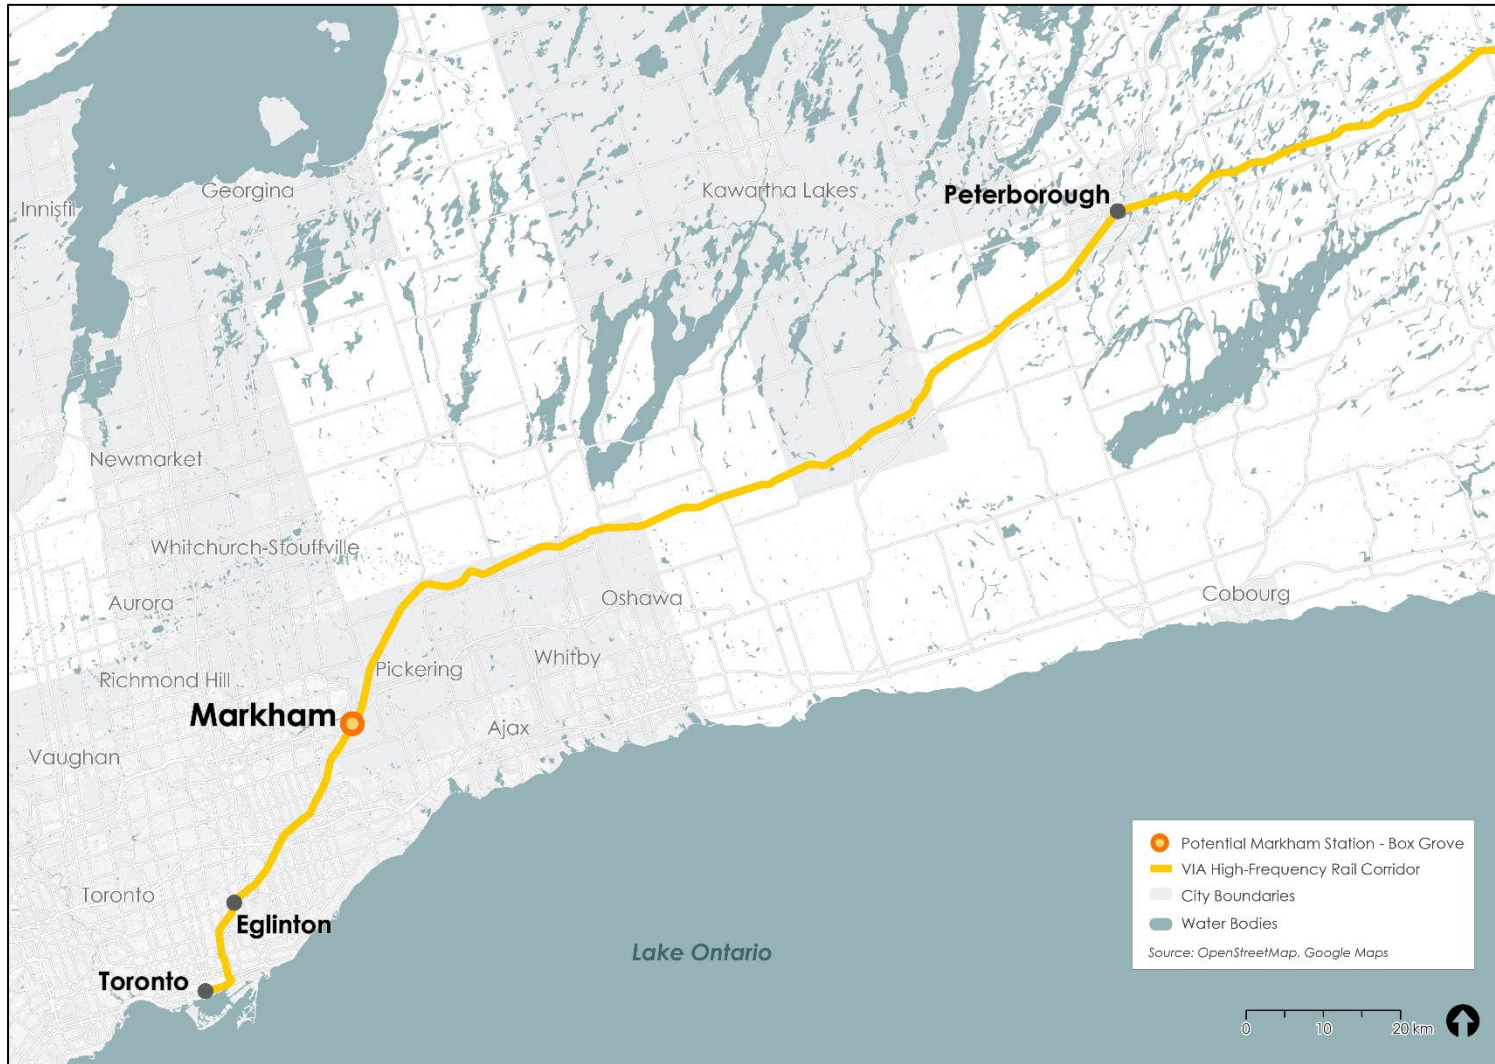 Georgina
Innisfil
Kawartha Lakes
Peterborough
Newmarket
Whitchurch-Stouffville
Aurora
Oshawa
Cobourg
Whitby
Pickering
Richmond Hill
Markham
Ajax
Vaughan
Potential Markham Station - Box Grove
VIA High-Frequency Rail Corridor
City Boundaries
Water Bodies
Source: OpenStreetMap, Google Maps
Toronto
Eglinton
Lake Ontario
Toronto
0 10 20 km